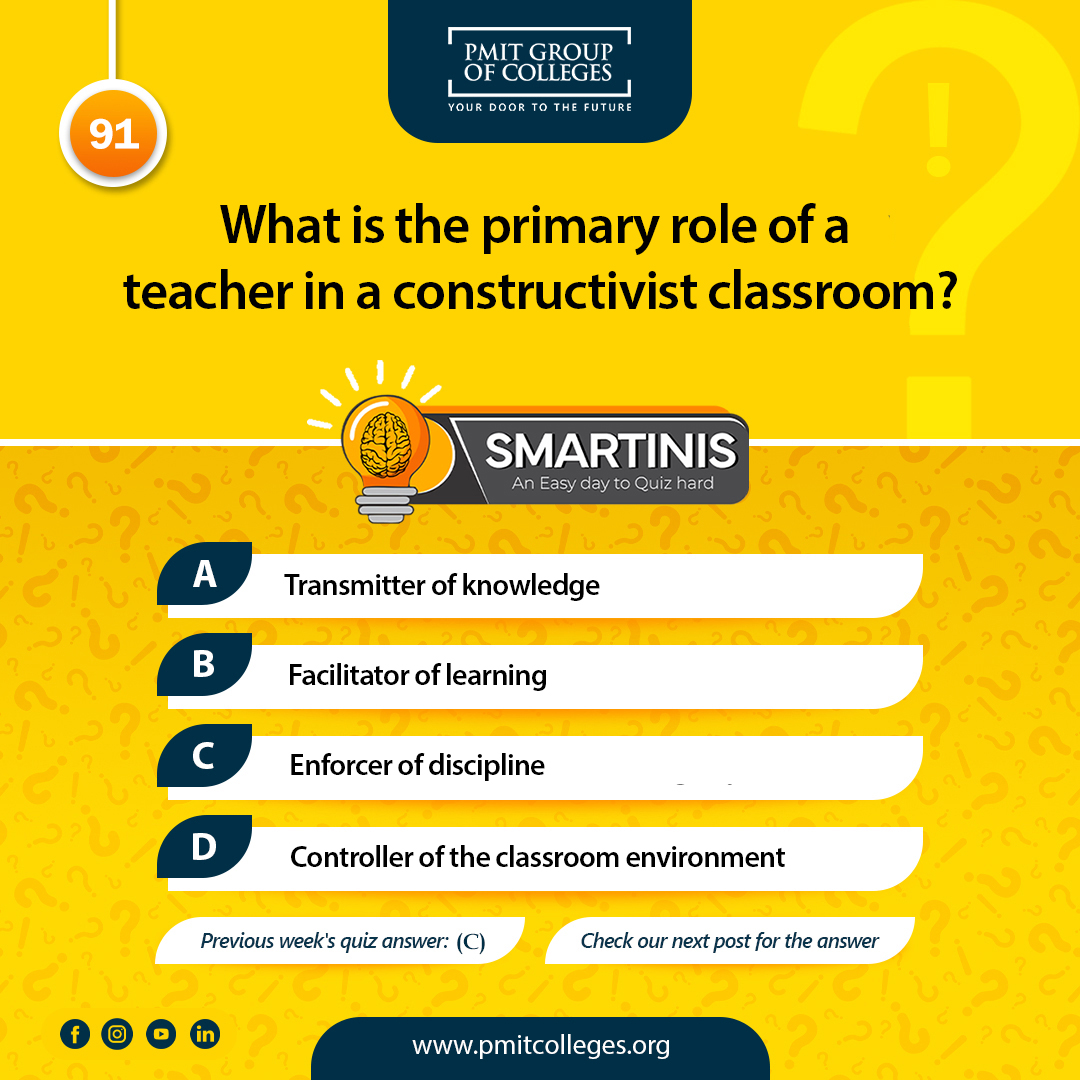 PMIT GROUP
OF COLLEGES
YOUR DOOR TO THE FUTURE
91
What is the primary role of a
teacher in a constructivist classroom?
SMARTINIS
An Easy day to Quiz hard
A
Transmitter of knowledge
B
Facilitator of learning
C
Enforcer of discipline
D
Controller of the classroom environment
Previous week's quiz answer: (C)
Check our next post for the answer
www.pmitcolleges.org